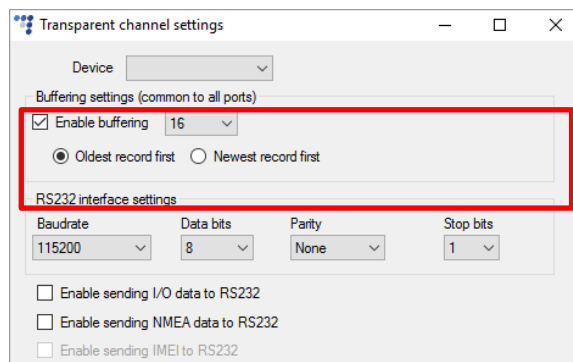 Transparent channel settings
Device
Buffering settings (common to all ports)
Enable buffering 16
Oldest record first Newest record first
RS232 interface settings
Baudrate Data bits Parity Stop bits
115200 8 None 1
Enable sending I/O data to RS232
Enable sending NMEA data to RS232
Enable sending IMEI to RS232